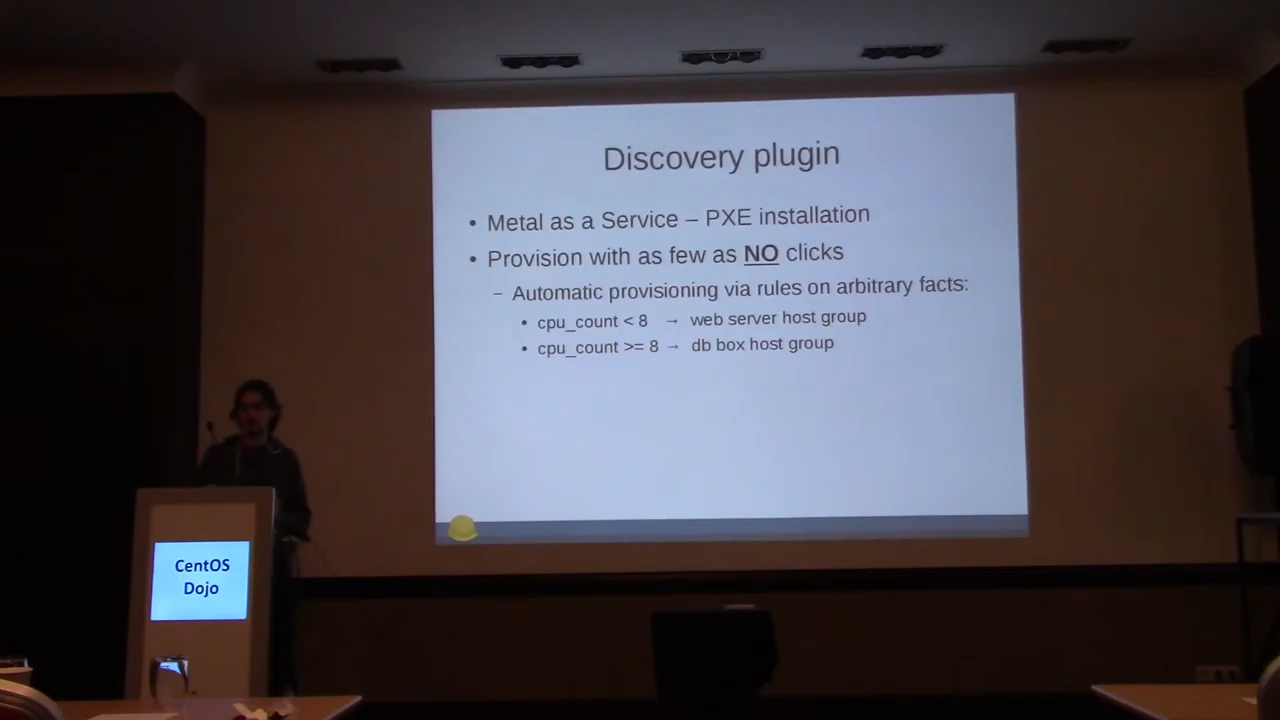 Discovery plugin
• Metal as a Service – PXE installation
• Provision with as few as NO clicks
– Automatic provisioning via rules on arbitrary facts:
• cpu_count < 8 → web server host group
• cpu_count >= 8 → db box host group
CentOS
Dojo